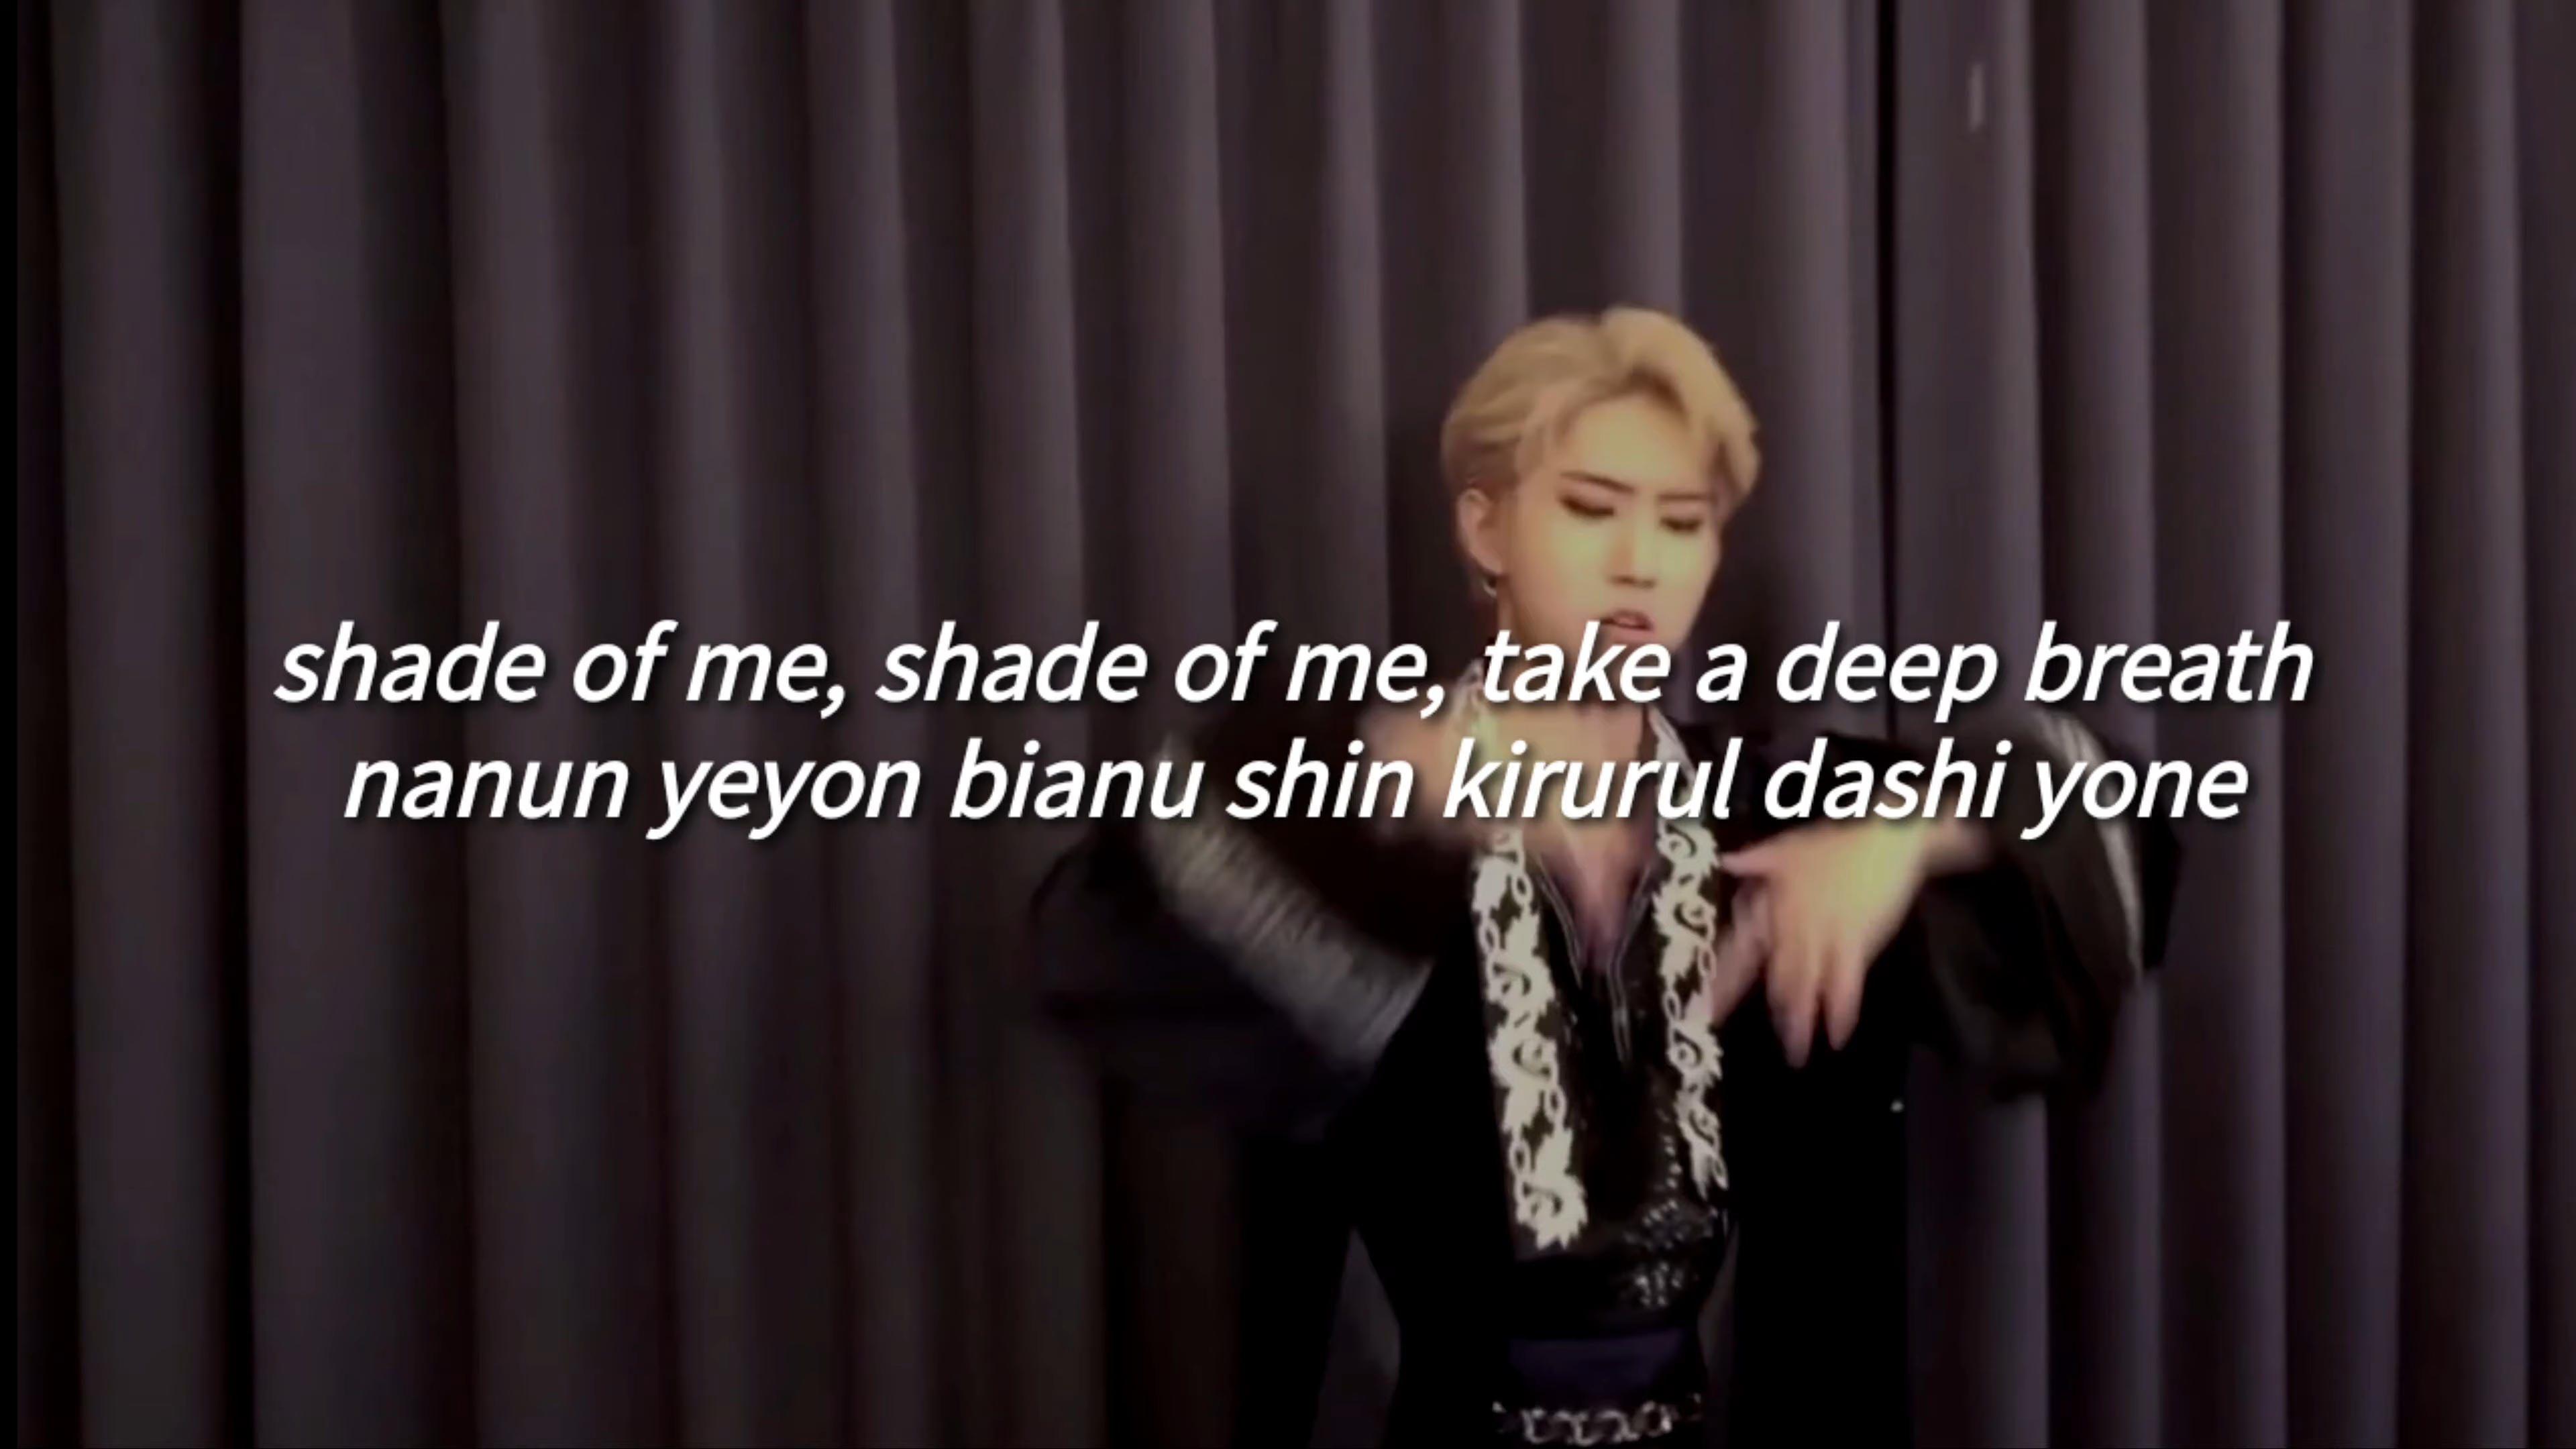 shade of me, shade of me, take a deep breath
nanun yeyon bianu shin kirurul dashi yone